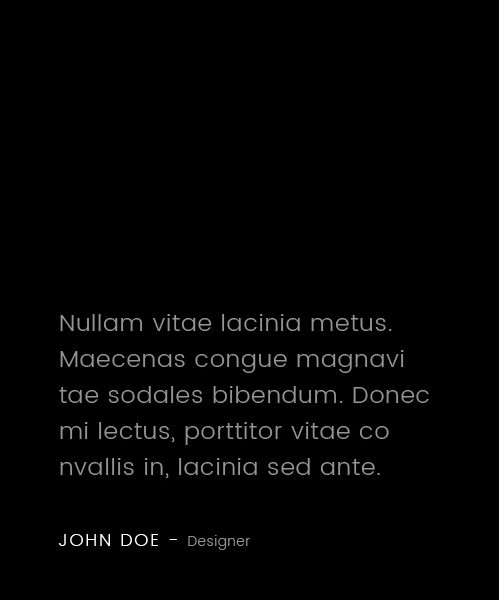 Nullam vitae lacinia metus.
Maecenas congue magnavi
tae sodales bibendum. Donec
mi lectus, porttitor vitae co
nvallis in, lacinia sed ante.
JOHN DOE - Designer